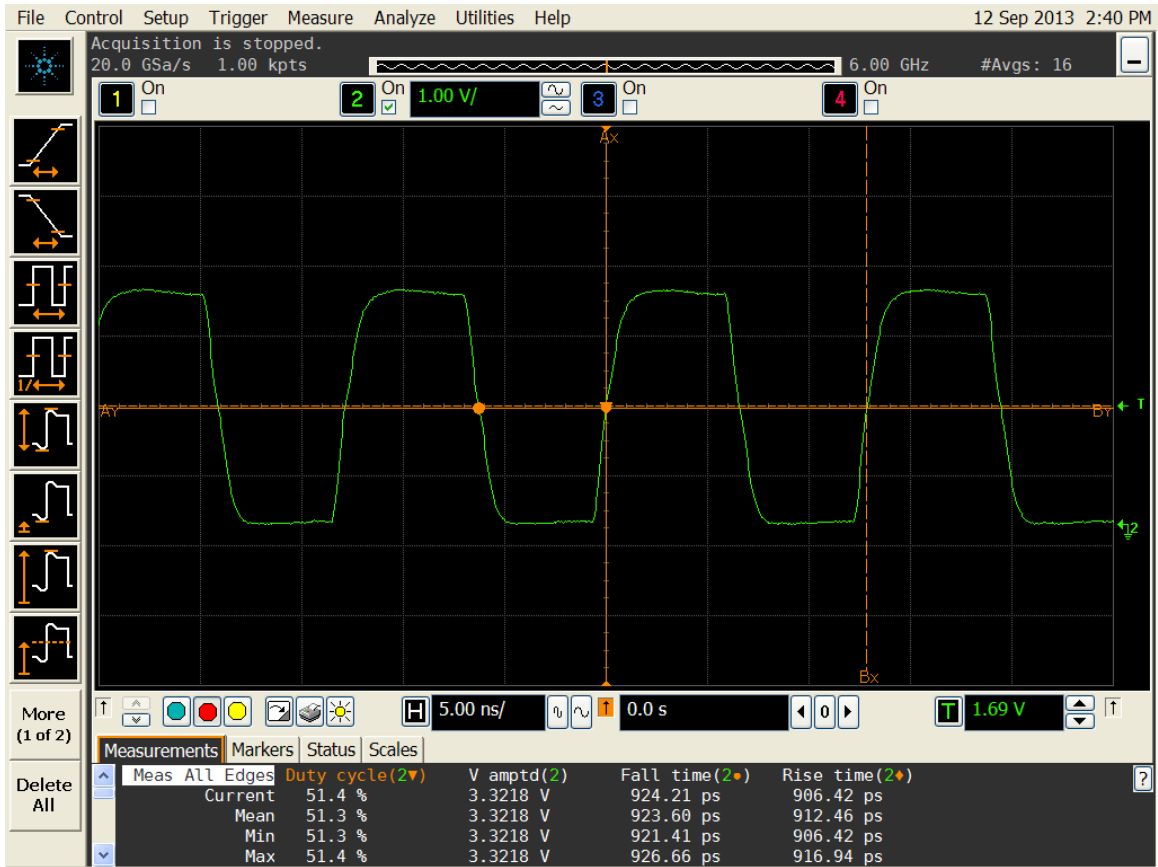 File Control Setup Trigger Measure Analyze Utilities Help 12 Sep 2013 2:40 PM
Acquisition is stopped.
20.0 GSa/s 1.00 kpts 6.00 GHz #Avgs: 16
1 On 2 On 1.00 V/ 3 On 4 On
Ax
1/
AY BY T
2
Bx
More
(1 of 2)
Delete
All
H 5.00 ns/ 0.0 s 0 T 1.69 V
Measurements Markers Status Scales
Meas All Edges Duty cycle(2▼) V amptd(2) Fall time(2●) Rise time(2♦) ?
Current 51.4 % 3.3218 V 924.21 ps 906.42 ps
Mean 51.3 % 3.3218 V 923.60 ps 912.46 ps
Min 51.3 % 3.3218 V 921.41 ps 906.42 ps
Max 51.4 % 3.3218 V 926.66 ps 916.94 ps